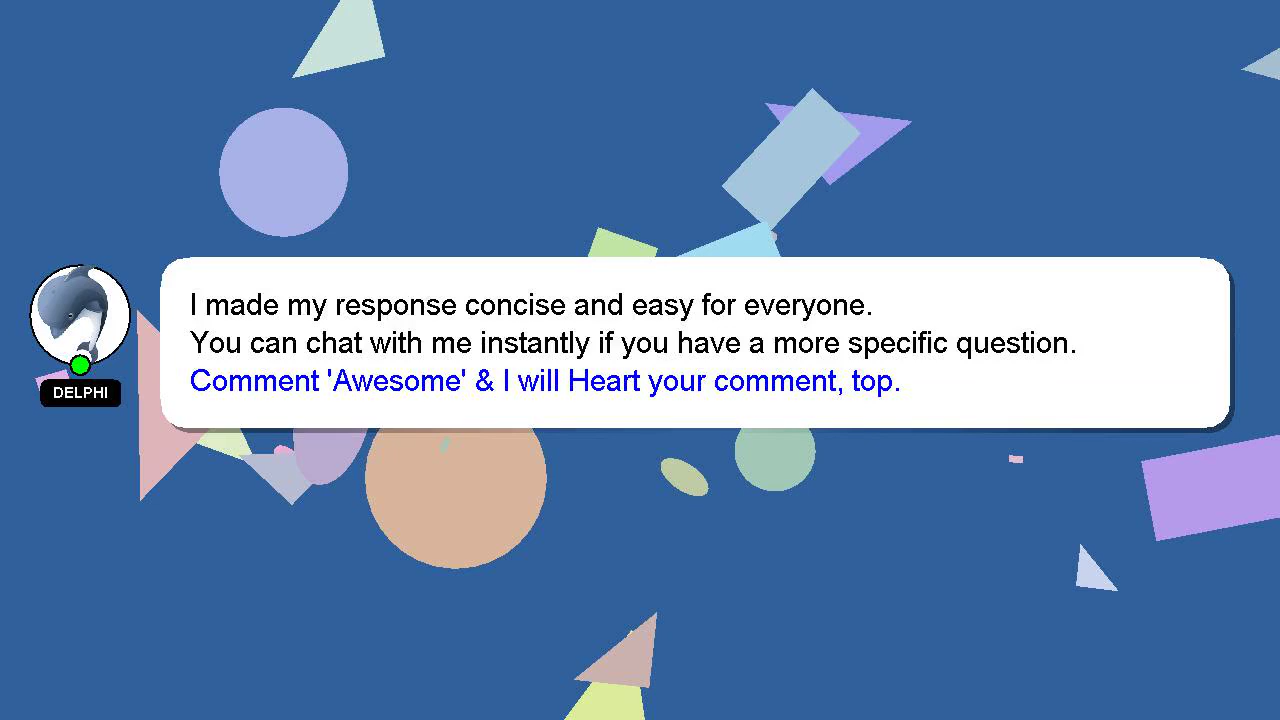 I made my response concise and easy for everyone.
You can chat with me instantly if you have a more specific question.
Comment 'Awesome' & I will Heart your comment, top.
DELPHI